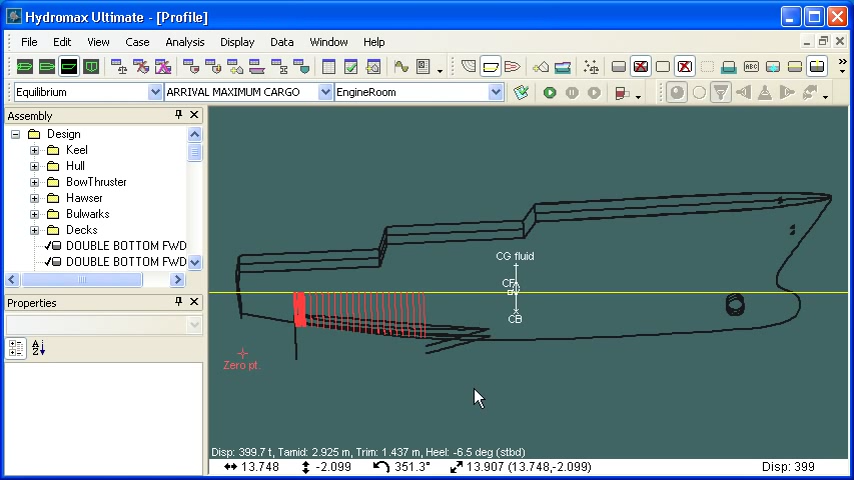 Hydromax Ultimate - [Profile]
File Edit View Case Analysis Display Data Window Help
ABC
Equilibrium ARRIVAL MAXIMUM CARGO EngineRoom
Assembly
Design
Keel
Hull
BowThruster
Hawser
Bulwarks
Decks
DOUBLE BOTTOM FWD
DOUBLE BOTTOM FWD
Properties
CG fluid
CF
CB
Zero pt.
Disp: 399.7 t, Tamid: 2.925 m, Trim: 1.437 m, Heel: -6.5 deg (stbd)
13.748 -2.099 351.3° 13.907 (13.748,-2.099) Disp: 399